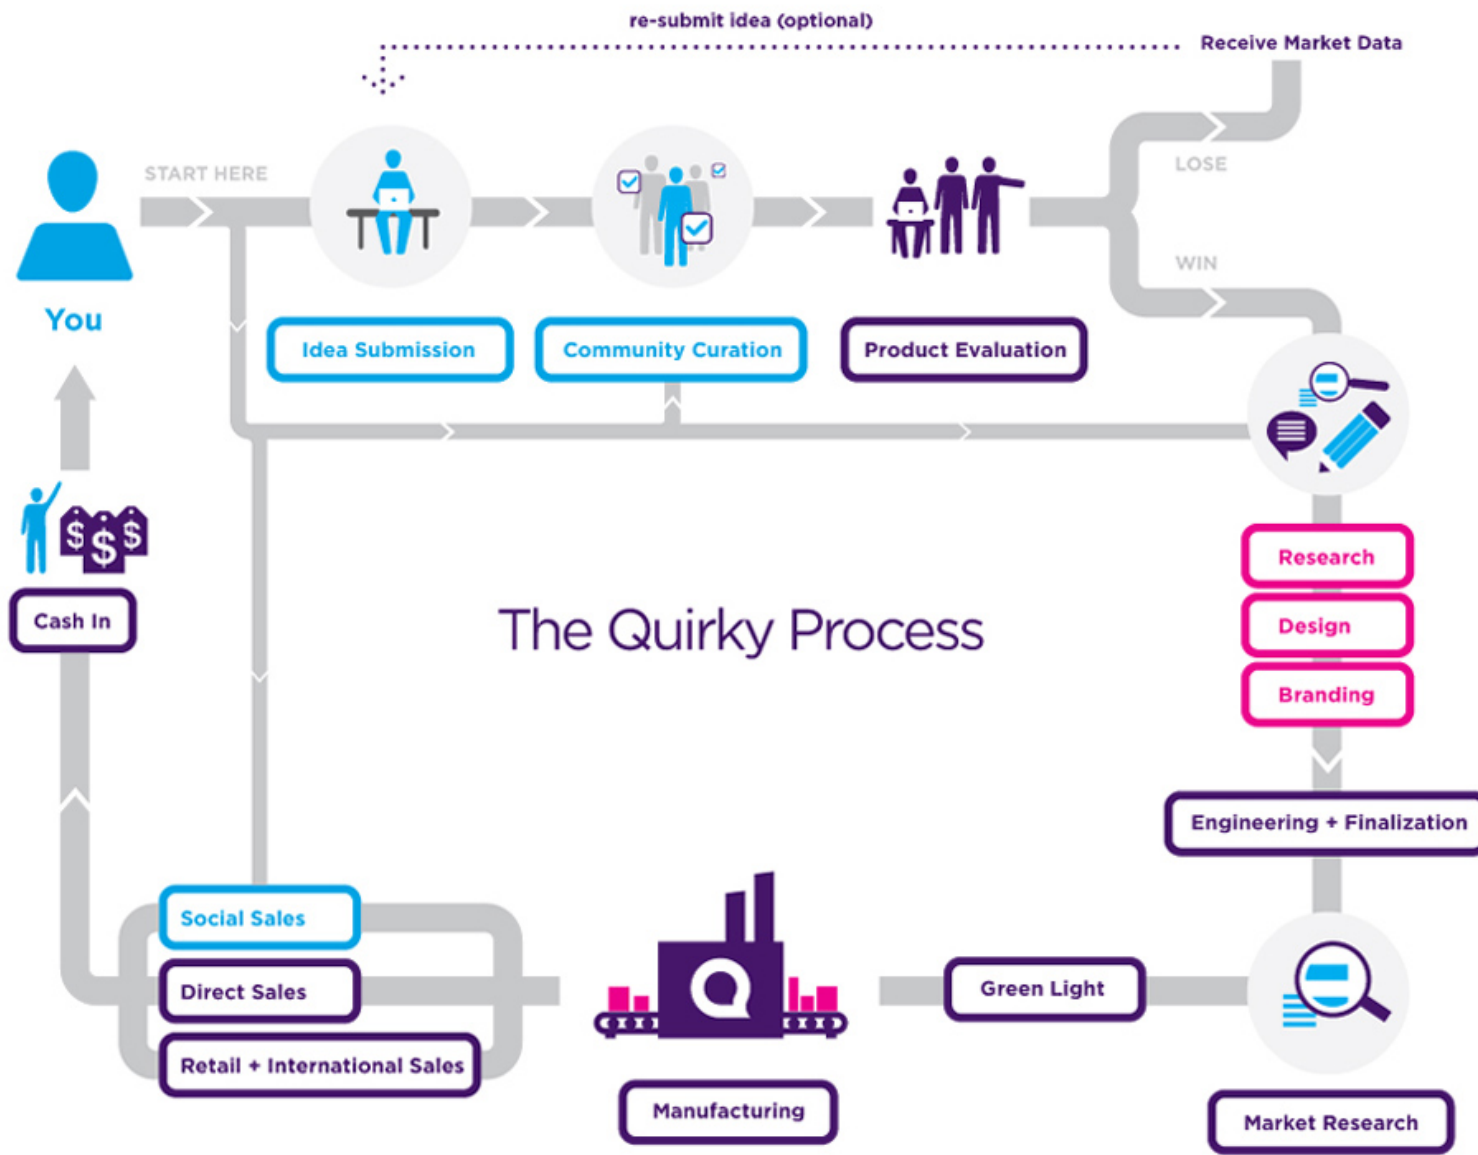 re-submit idea (optional)
Receive Market Data
START HERE
LOSE
WIN
You
Idea Submission
Community Curation
Product Evaluation
$ $ $
Cash In
The Quirky Process
Research
Design
Branding
Engineering + Finalization
Social Sales
Direct Sales
Retail + International Sales
Green Light
Manufacturing
Market Research